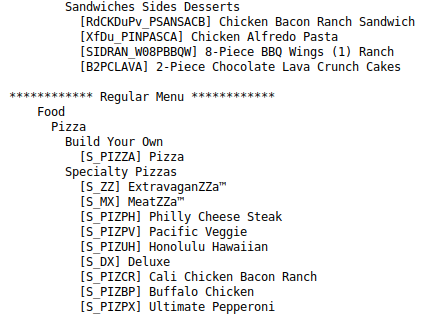 Sandwiches Sides Desserts
[RdCKDuPv_PSANSACB] Chicken Bacon Ranch Sandwich
[XfDu_PINPASCA] Chicken Alfredo Pasta
[SIDRAN_W08PBBQW] 8-Piece BBQ Wings (1) Ranch
[B2PCLAVA] 2-Piece Chocolate Lava Crunch Cakes
************ Regular Menu ************
Food
Pizza
Build Your Own
[S_PIZZA] Pizza
Specialty Pizzas
[S_ZZ] ExtravaganZZa™
[S_MX] MeatZZa™
[S_PIZPH] Philly Cheese Steak
[S_PIZPV] Pacific Veggie
[S_PIZUH] Honolulu Hawaiian
[S_DX] Deluxe
[S_PIZCR] Cali Chicken Bacon Ranch
[S_PIZBP] Buffalo Chicken
[S_PIZPX] Ultimate Pepperoni